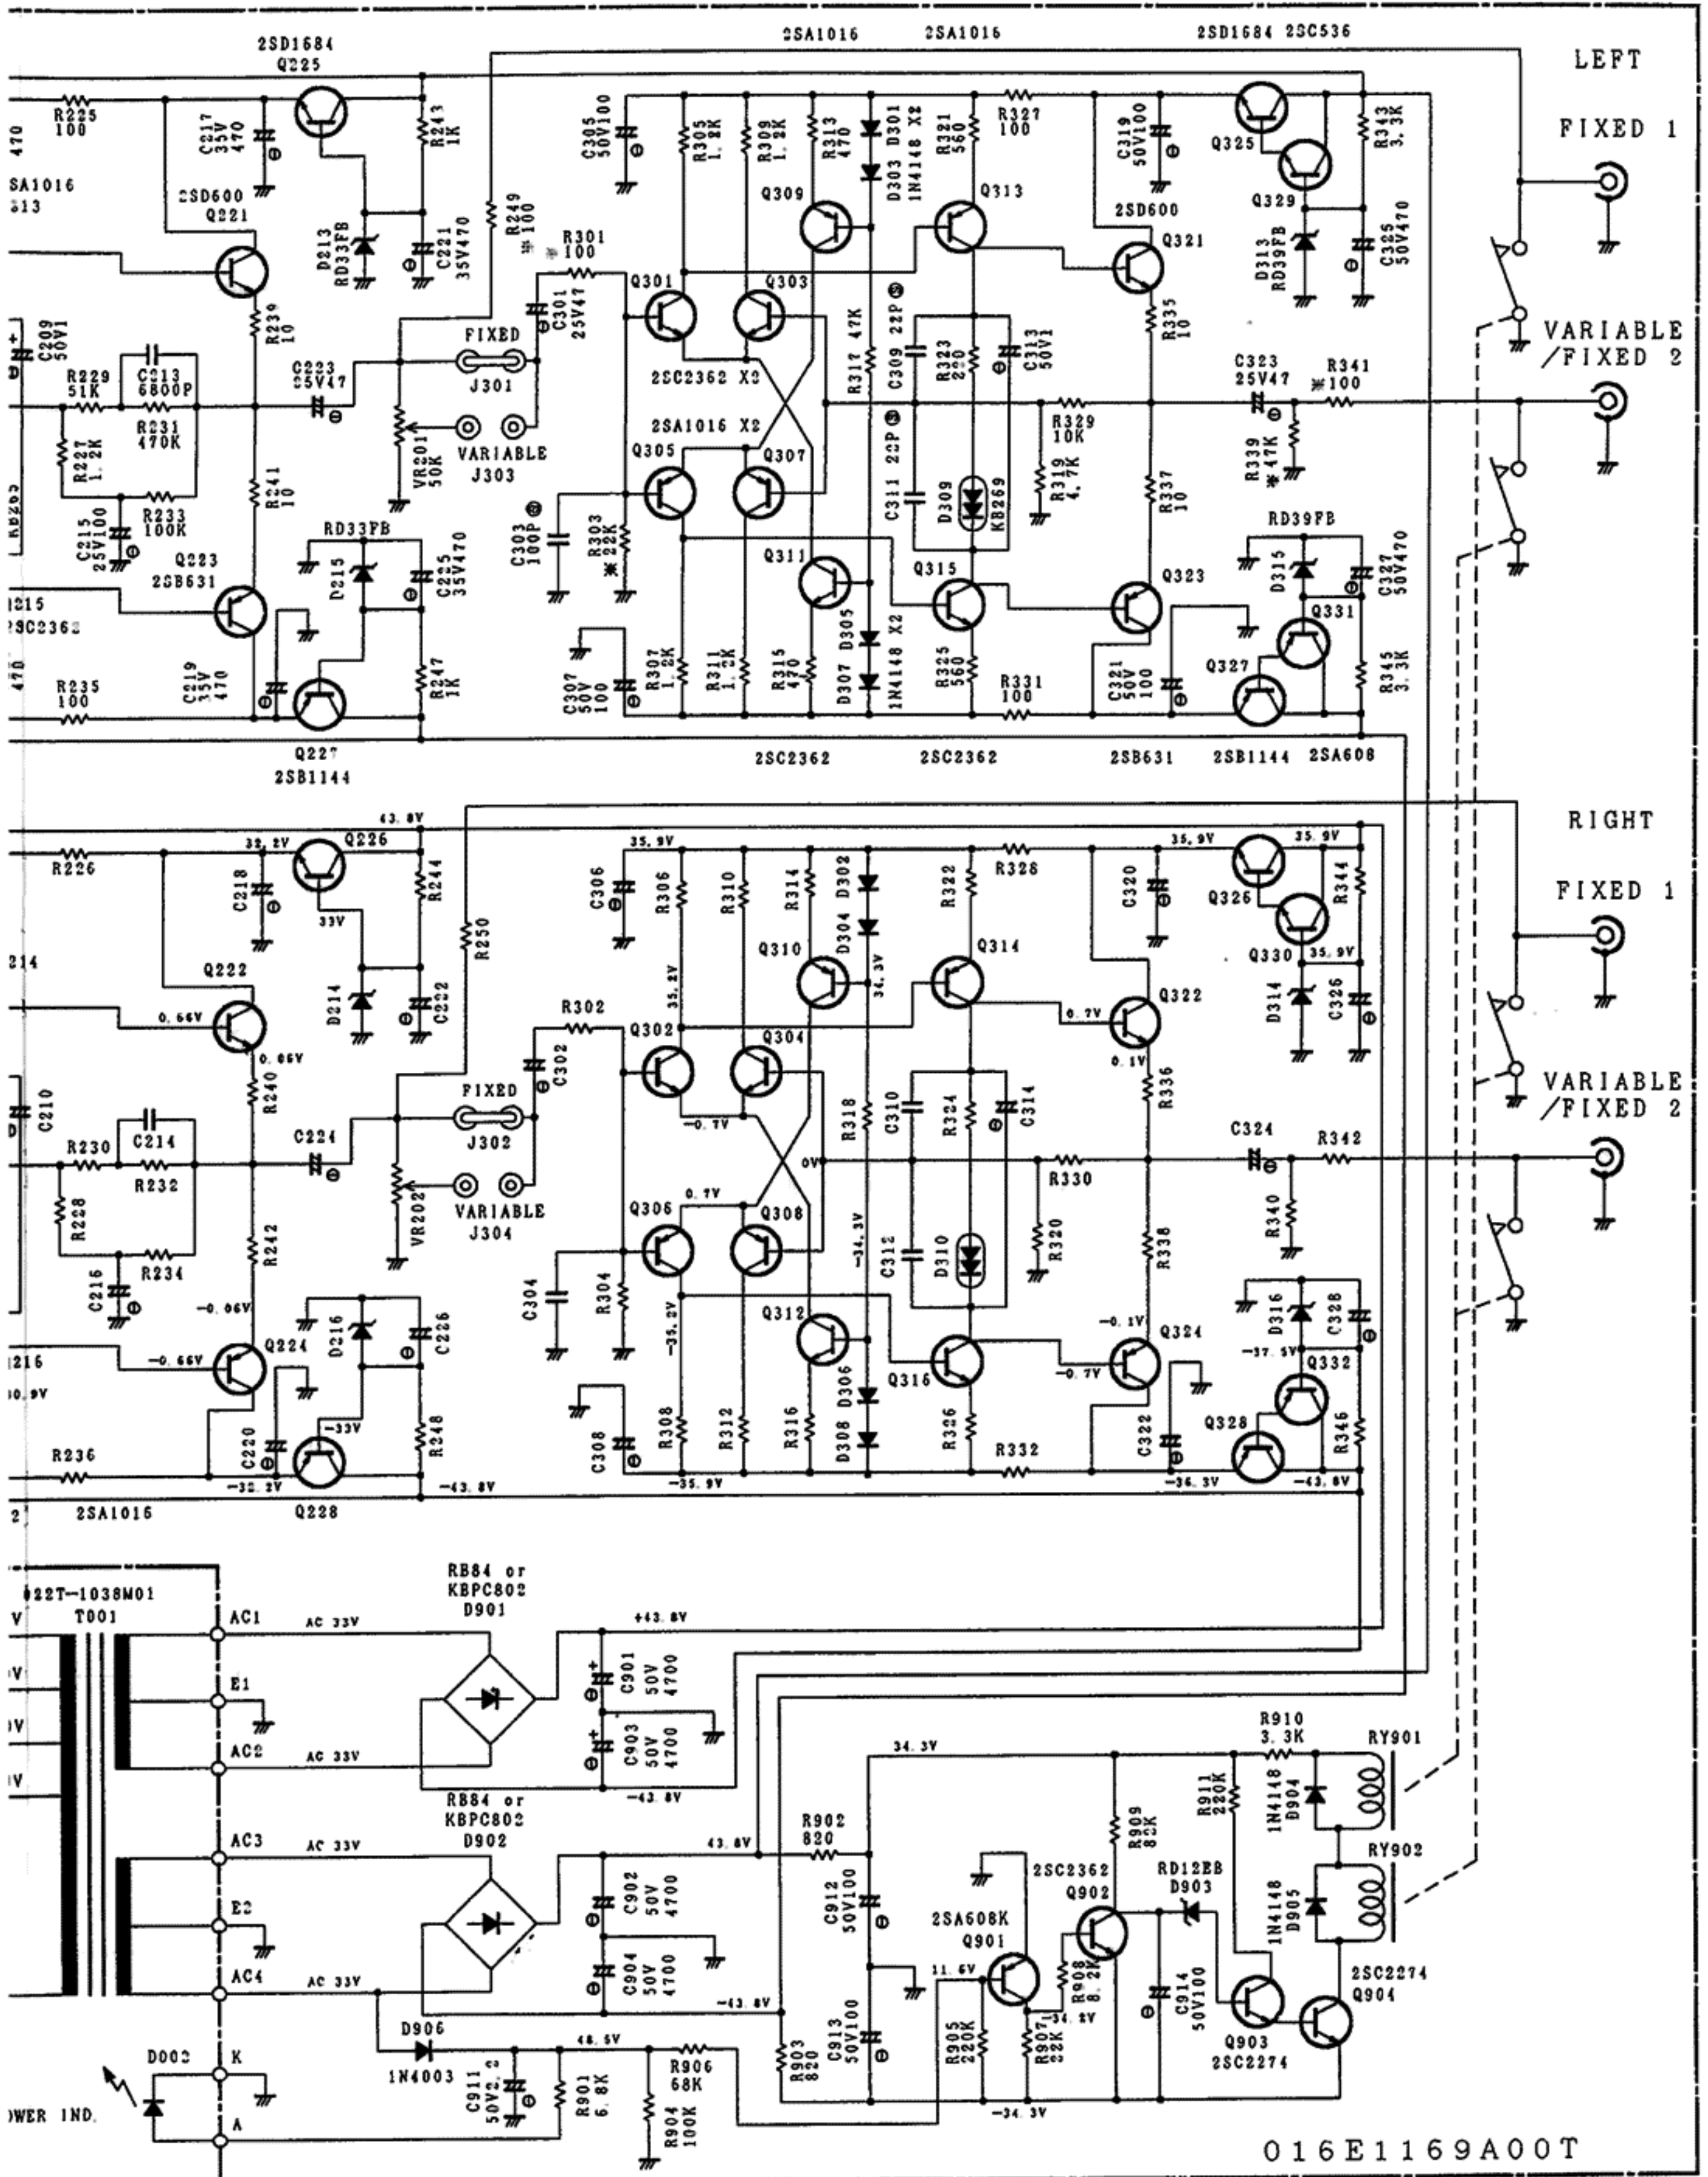 2SD1684
Q225
2SA1016
2SA1016
2SD1684 2SC536
LEFT
FIXED 1
R225
100
C217
35V
470
R243
1K
C305
50V100
R305
1.2K
R309
1.2K
R313
470
D303 D301
1N4148 X2
R321
560
R327
100
C319
50V100
Q325
R343
3.3K
470
SA1016
2SD600
Q221
D213
RD33FB
C221
35V470
R249
※100
R301
※100
Q309
Q313
2SD600
Q321
Q329
D313
RD39FB
C325
50V470
Q301
Q303
C301
25V47
R239
10
R335
10
C209
50V1
R229
51K
C213
6800P
C223
25V47
FIXED
J301
2SC2362 X2
R317 47K
C309 22P Ⓢ
R323
220
C313
50V1
VARIABLE
/FIXED 2
C323
25V47
R341
※100
R231
470K
R227
1.2K
VR201
50K
VARIABLE
J303
2SA1016 X2
Q305
Q307
C311 22P Ⓢ
R329
10K
R319
4.7K
R339
※47K
R241
10
R233
100K
C215
25V100
D309
KB269
R337
10
RD33FB
RD39FB
Q223
2SB631
D215
C225
35V470
C303
100P Ⓢ
R303
※22K
Q311
Q315
Q323
D315
C327
50V470
Q331
2SC2362
470
R235
100
C219
35V
470
R247
1K
C307
50V
100
R307
1.2K
R311
1.2K
R315
470
D307 D305
1N4148 X2
R325
560
R331
100
C321
50V
100
Q327
R345
3.3K
Q227
2SB1144
2SC2362
2SC2362
2SB631
2SB1144
2SA608
RIGHT
FIXED 1
43.8V
R226
32.2V
Q226
C218
33V
R244
R250
35.9V
C306
R306
R310
R314
D304 D302
R322
R328
C320
35.9V
35.9V
Q326
R344
214
Q222
D214
C222
Q310
34.3V
Q314
Q330
35.9V
D314
C326
0.66V
0.06V
R302
35.2V
Q302
Q304
0.7V
Q322
0.1V
C302
R240
R336
C210
R230
C214
C224
FIXED
J302
-0.7V
R318
C310
R324
C314
VARIABLE
/FIXED 2
C324
R342
R232
R228
VR202
VARIABLE
J304
0V
0.7V
Q306
Q308
R330
R320
R340
R242
R234
C216
C312
D310
-34.3V
R338
-0.06V
Q224
-0.66V
D216
C226
C304
R304
-35.2V
Q312
Q316
-0.1V
Q324
-0.7V
D316
C328
-37.5V
Q332
216
R236
C220
-33V
R248
C308
R308
R312
R316
D308 D306
R326
R332
C322
Q328
R346
-32.2V
-43.8V
-35.9V
-36.3V
-43.8V
2SA1016
Q228
022T-1038M01
T001
RB84 or
KBPC802
D901
AC1
AC 33V
+43.8V
C901
50V
4700
E1
C903
50V
4700
AC2
AC 33V
-43.8V
RB84 or
KBPC802
D902
AC3
AC 33V
43.8V
R902
820
34.3V
R910
3.3K
RY901
R911
220K
1N4148
D904
R909
82K
RY902
C902
50V
4700
E2
C904
50V
4700
C912
50V100
2SC2362
Q902
RD12EB
D903
1N4148
D905
2SA608K
Q901
AC4
AC 33V
-43.8V
11.6V
R908
8.2K
C914
50V100
2SC2274
Q904
-34.2V
D906
1N4003
48.5V
R903
820
C913
50V100
R905
220K
R907
22K
Q903
2SC2274
D002
K
C911
50V2.2
R901
6.8K
R906
68K
R904
100K
-34.3V
A
OWER IND.
016E1169A00T